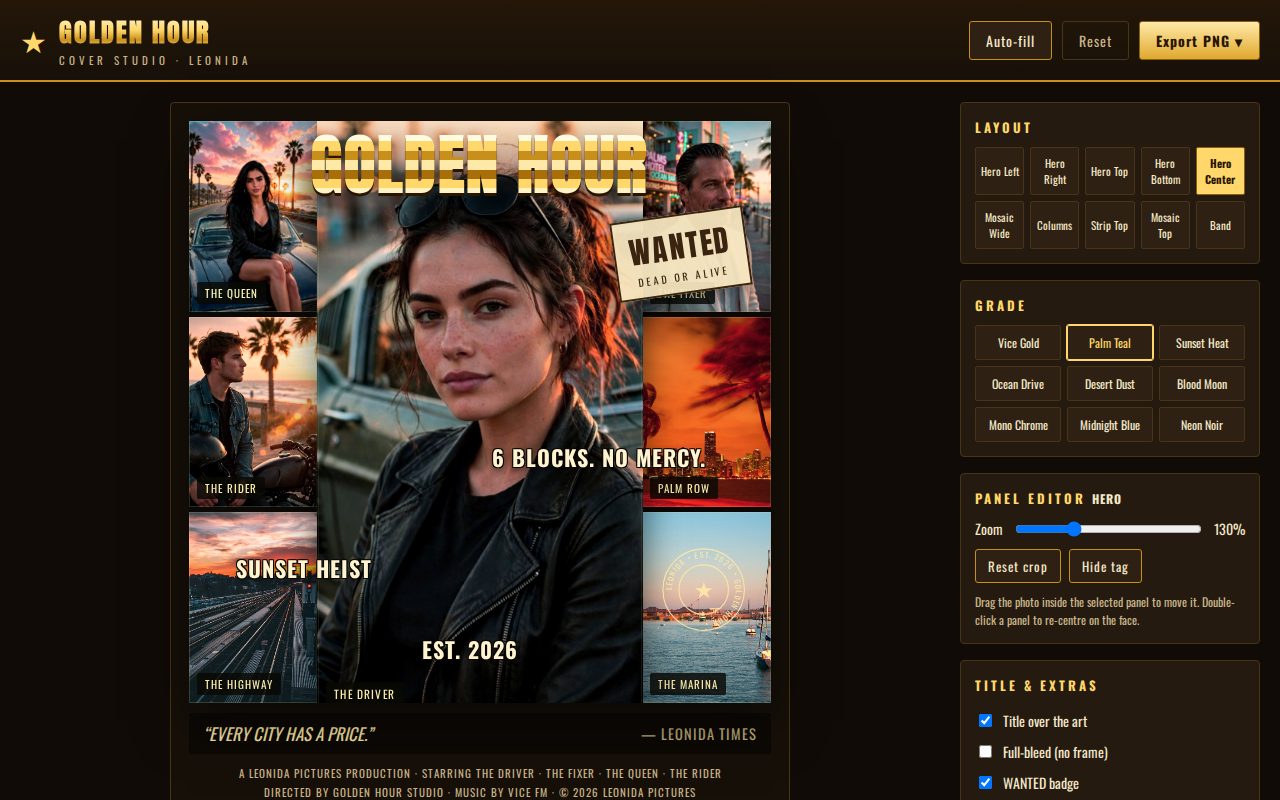 GOLDEN HOUR
COVER STUDIO · LEONIDA
Auto-fill
Reset
Export PNG ▾
GOLDEN HOUR
WANTED
DEAD OR ALIVE
THE QUEEN
FIXER
THE RIDER
6 BLOCKS. NO MERCY.
PALM ROW
SUNSET HEIST
LEONIDA · EST. 2026 · GOLDEN
EST. 2026
THE HIGHWAY
THE DRIVER
THE MARINA
“EVERY CITY HAS A PRICE.”
— LEONIDA TIMES
A LEONIDA PICTURES PRODUCTION · STARRING THE DRIVER · THE FIXER · THE QUEEN · THE RIDER
DIRECTED BY GOLDEN HOUR STUDIO · MUSIC BY VICE FM · © 2026 LEONIDA PICTURES
LAYOUT
Hero Left
Hero
Right
Hero Top
Hero
Bottom
Hero
Center
Mosaic
Wide
Columns
Strip Top
Mosaic
Top
Band
GRADE
Vice Gold
Palm Teal
Sunset Heat
Ocean Drive
Desert Dust
Blood Moon
Mono Chrome
Midnight Blue
Neon Noir
PANEL EDITOR HERO
Zoom
130%
Reset crop
Hide tag
Drag the photo inside the selected panel to move it. Double-
click a panel to re-centre on the face.
TITLE & EXTRAS
Title over the art
Full-bleed (no frame)
WANTED badge